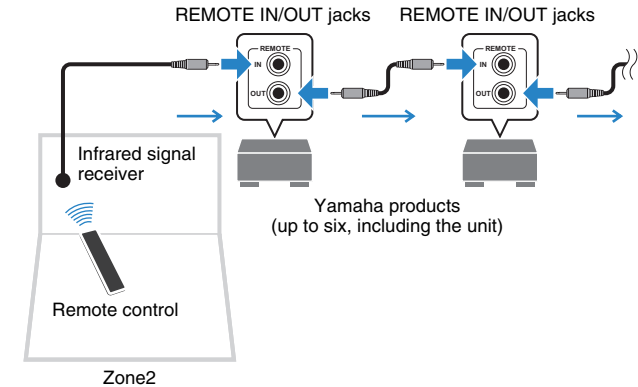 REMOTE IN/OUT jacks
REMOTE IN/OUT jacks
REMOTE
IN
OUT
REMOTE
IN
OUT
Infrared signal
receiver
Yamaha products
(up to six, including the unit)
Remote control
Zone2